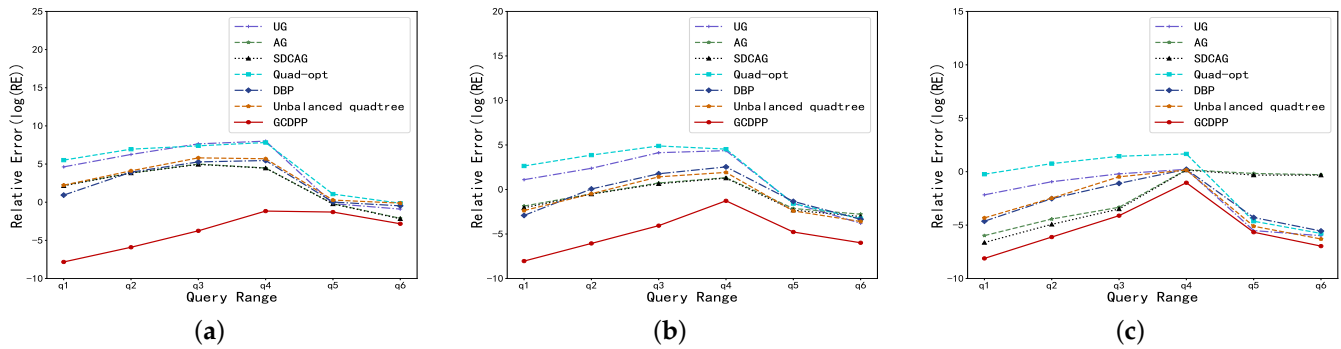 Relative Error(log(RE))
25
20
15
10
5
0
−5
−10
UG
AG
SDCAG
Quad-opt
DBP
Unbalanced quadtree
GCDPP
q1 q2 q3 q4 q5 q6
Query Range
(a)
Relative Error(log(RE))
20
15
10
5
0
−5
−10
UG
AG
SDCAG
Quad-opt
DBP
Unbalanced quadtree
GCDPP
q1 q2 q3 q4 q5 q6
Query Range
(b)
Relative Error(log(RE))
15
10
5
0
−5
−10
UG
AG
SDCAG
Quad-opt
DBP
Unbalanced quadtree
GCDPP
q1 q2 q3 q4 q5 q6
Query Range
(c)